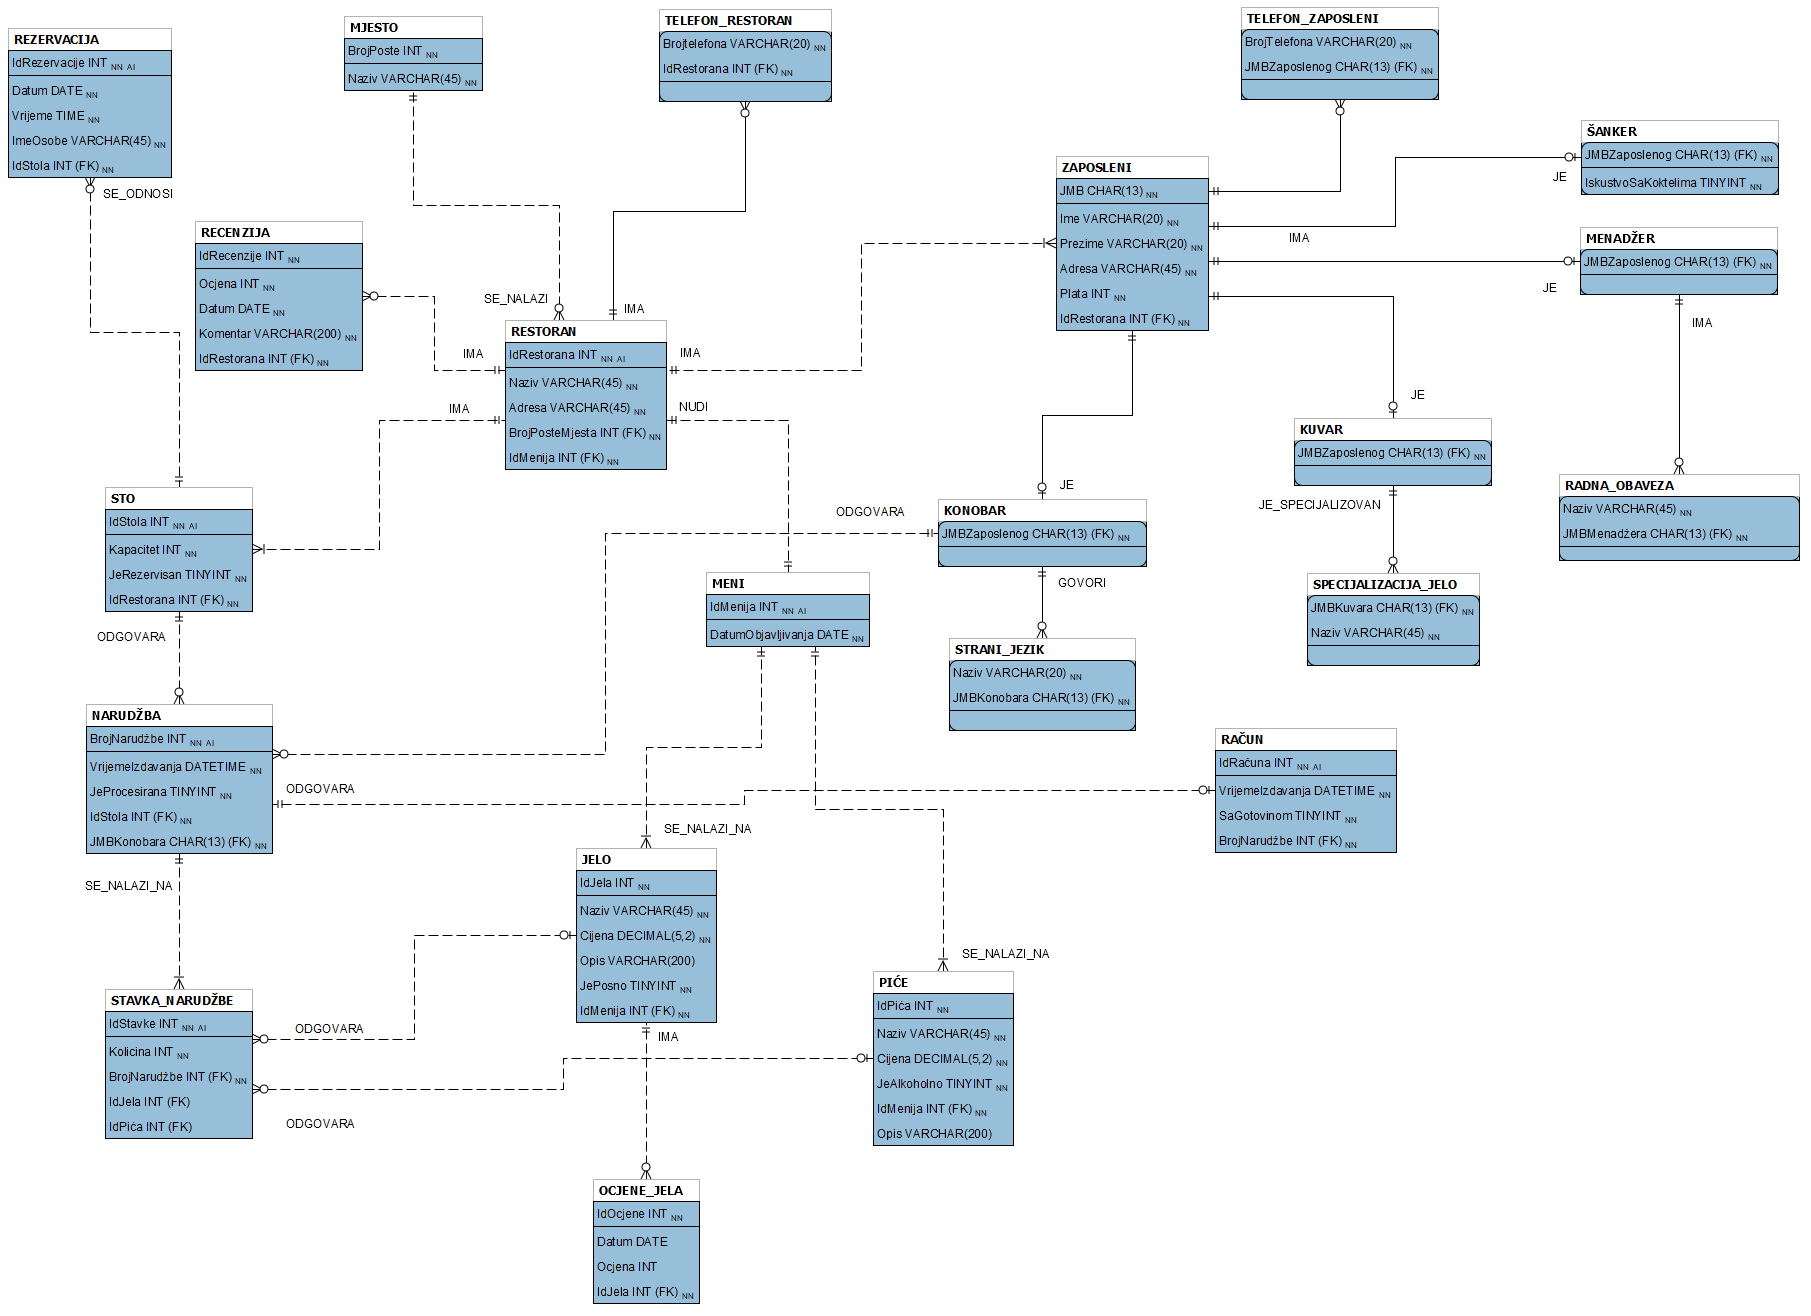 REZERVACIJA
IdRezervacije INT NN AI
Datum DATE NN
Vrijeme TIME NN
ImeOsobe VARCHAR(45) NN
IdStola INT (FK) NN
SE_ODNOSI
MJESTO
BrojPoste INT NN
Naziv VARCHAR(45) NN
TELEFON_RESTORAN
Brojtelefona VARCHAR(20) NN
IdRestorana INT (FK) NN
TELEFON_ZAPOSLENI
BrojTelefona VARCHAR(20) NN
JMBZaposlenog CHAR(13) (FK) NN
ŠANKER
JMBZaposlenog CHAR(13) (FK) NN
IskustvoSaKoktelima TINYINT NN
JE
ZAPOSLENI
JMB CHAR(13) NN
Ime VARCHAR(20) NN
Prezime VARCHAR(20) NN
Adresa VARCHAR(45) NN
Plata INT NN
IdRestorana INT (FK) NN
IMA
MENADŽER
JMBZaposlenog CHAR(13) (FK) NN
JE
IMA
RECENZIJA
IdRecenzije INT NN
Ocjena INT NN
Datum DATE NN
Komentar VARCHAR(200) NN
IdRestorana INT (FK) NN
SE_NALAZI
IMA
IMA
IMA
RESTORAN
IdRestorana INT NN AI
Naziv VARCHAR(45) NN
Adresa VARCHAR(45) NN
BrojPosteMjesta INT (FK) NN
IdMenija INT (FK) NN
IMA
NUDI
JE
KUVAR
JMBZaposlenog CHAR(13) (FK) NN
JE_SPECIJALIZOVAN
RADNA_OBAVEZA
Naziv VARCHAR(45) NN
JMBMenadžera CHAR(13) (FK) NN
STO
IdStola INT NN AI
Kapacitet INT NN
JeRezervisan TINYINT NN
IdRestorana INT (FK) NN
ODGOVARA
ODGOVARA
JE
KONOBAR
JMBZaposlenog CHAR(13) (FK) NN
GOVORI
MENI
IdMenija INT NN AI
DatumObjavljivanja DATE NN
SPECIJALIZACIJA_JELO
JMBKuvara CHAR(13) (FK) NN
Naziv VARCHAR(45) NN
STRANI_JEZIK
Naziv VARCHAR(20) NN
JMBKonobara CHAR(13) (FK) NN
NARUDŽBA
BrojNarudžbe INT NN AI
VrijemeIzdavanja DATETIME NN
JeProcesirana TINYINT NN
IdStola INT (FK) NN
JMBKonobara CHAR(13) (FK) NN
ODGOVARA
SE_NALAZI_NA
RAČUN
IdRačuna INT NN AI
VrijemeIzdavanja DATETIME NN
SaGotovinom TINYINT NN
BrojNarudžbe INT (FK) NN
SE_NALAZI_NA
JELO
IdJela INT NN
Naziv VARCHAR(45) NN
Cijena DECIMAL(5,2) NN
Opis VARCHAR(200)
JePosno TINYINT NN
IdMenija INT (FK) NN
IMA
SE_NALAZI_NA
PIĆE
IdPića INT NN
Naziv VARCHAR(45) NN
Cijena DECIMAL(5,2) NN
JeAlkoholno TINYINT NN
IdMenija INT (FK) NN
Opis VARCHAR(200)
STAVKA_NARUDŽBE
IdStavke INT NN AI
Kolicina INT NN
BrojNarudžbe INT (FK) NN
IdJela INT (FK)
IdPića INT (FK)
ODGOVARA
ODGOVARA
OCJENE_JELA
IdOcjene INT NN
Datum DATE
Ocjena INT
IdJela INT (FK) NN